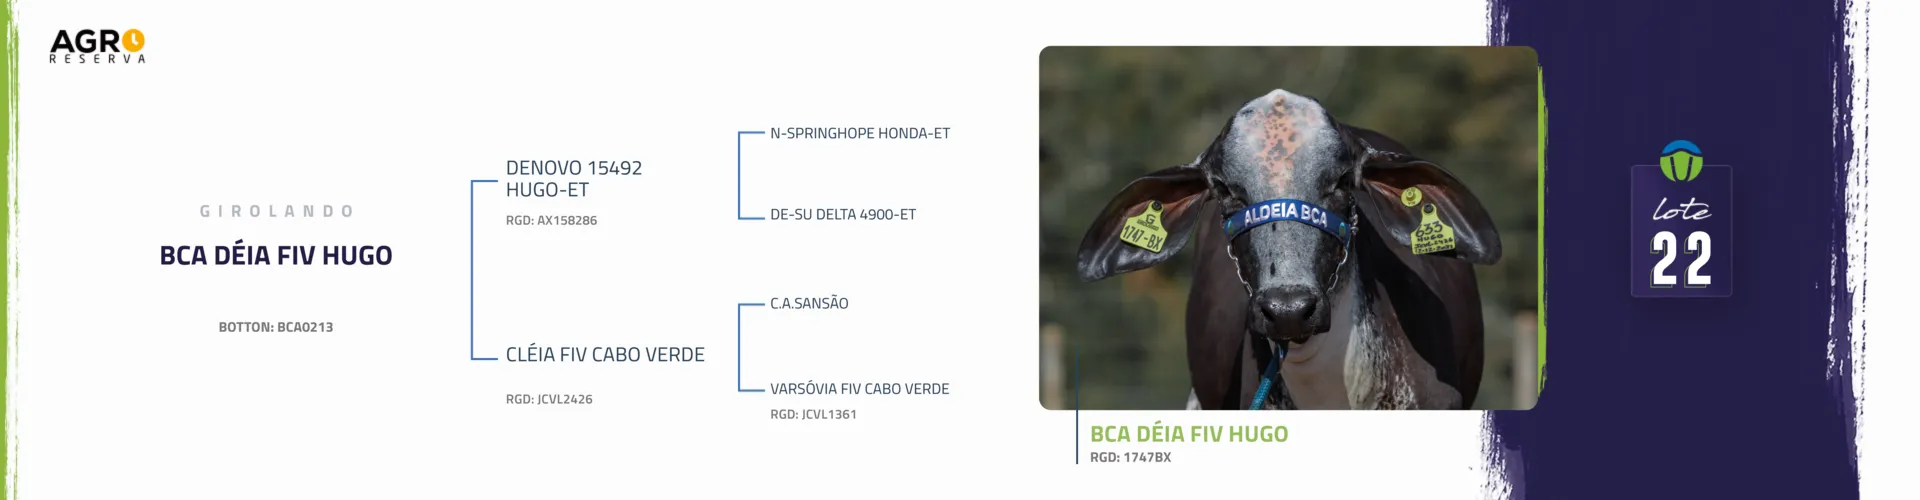 AGRO
RESERVA
GIROLANDO
BCA DÉIA FIV HUGO
BOTTON: BCA0213
DENOVO 15492
HUGO-ET
RGD: AX158286
CLÉIA FIV CABO VERDE
RGD: JCVL2426
N-SPRINGHOPE HONDA-ET
DE-SU DELTA 4900-ET
C.A.SANSÃO
VARSÓVIA FIV CABO VERDE
RGD: JCVL1361
ALDEIA BCA
G
1747-BX
633
HUGO
BCA DÉIA FIV HUGO
RGD: 1747BX
lote
22